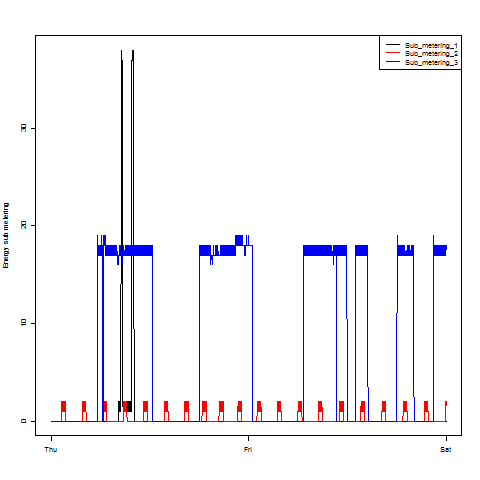 Sub_metering_1
Sub_metering_2
Sub_metering_3
Energy sub metering
30
20
10
0
Thu
Fri
Sat